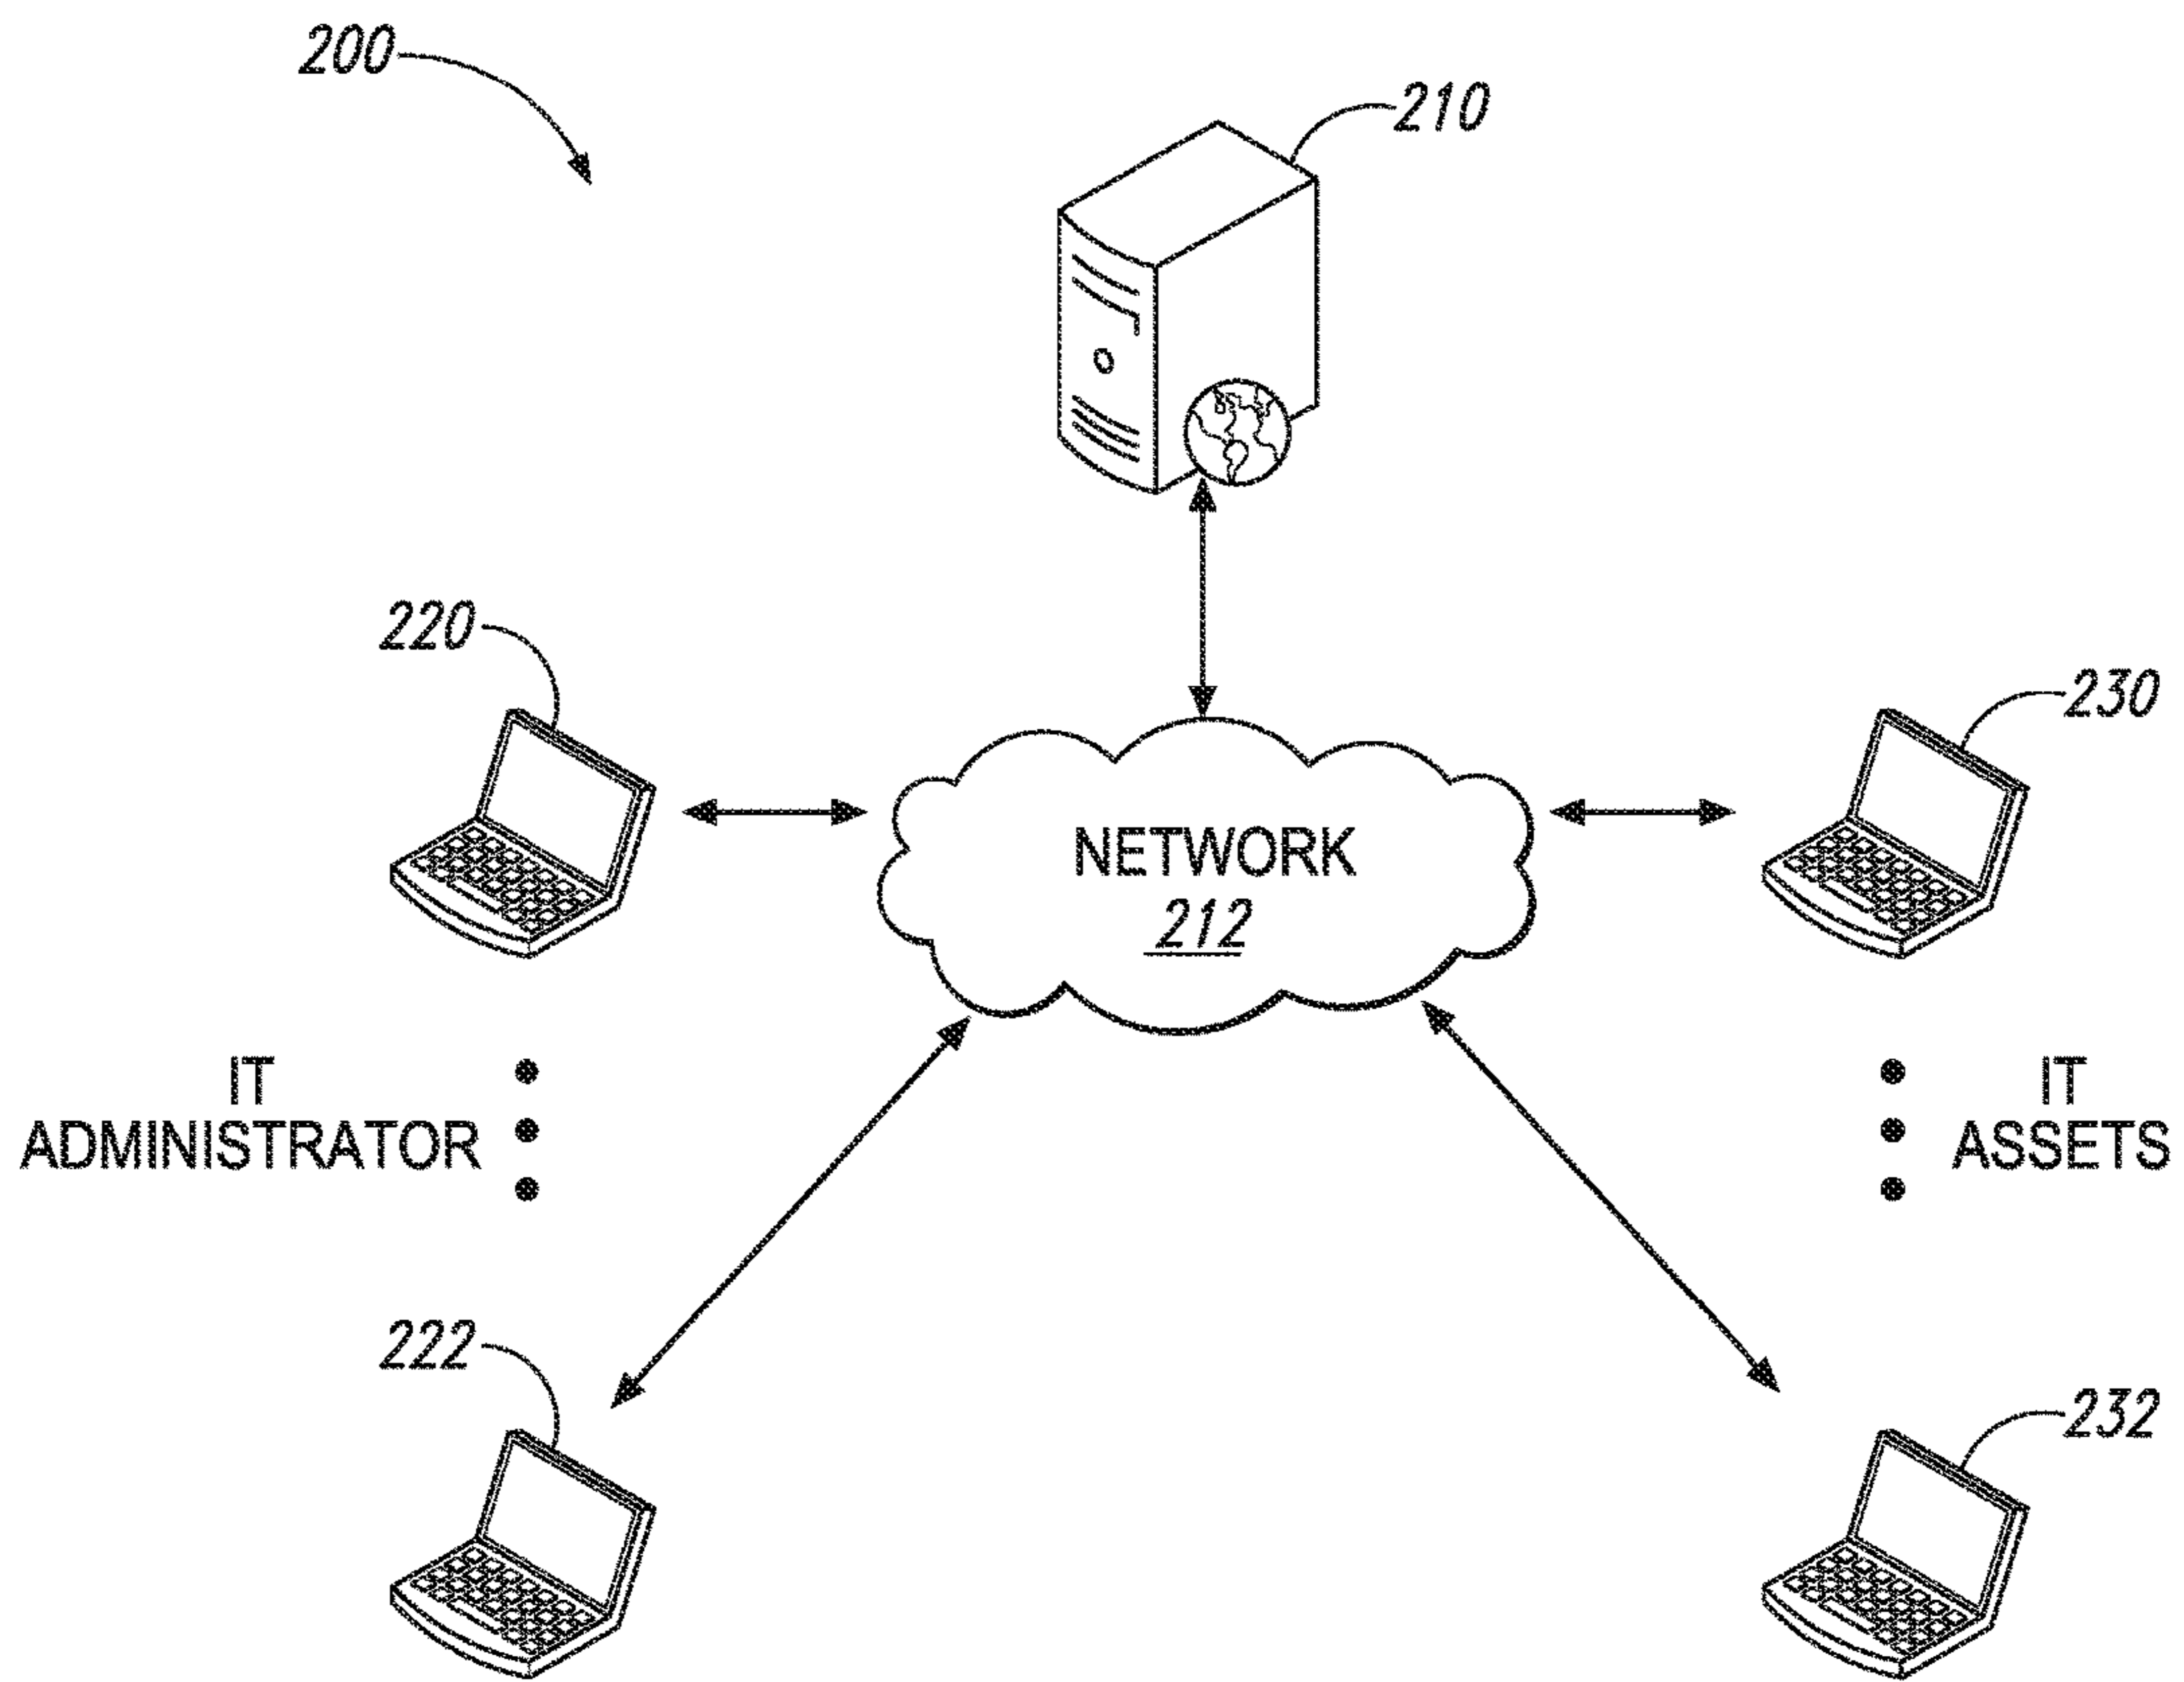 200
210
220
230
NETWORK
212
IT
ADMINISTRATOR
IT
ASSETS
222
232